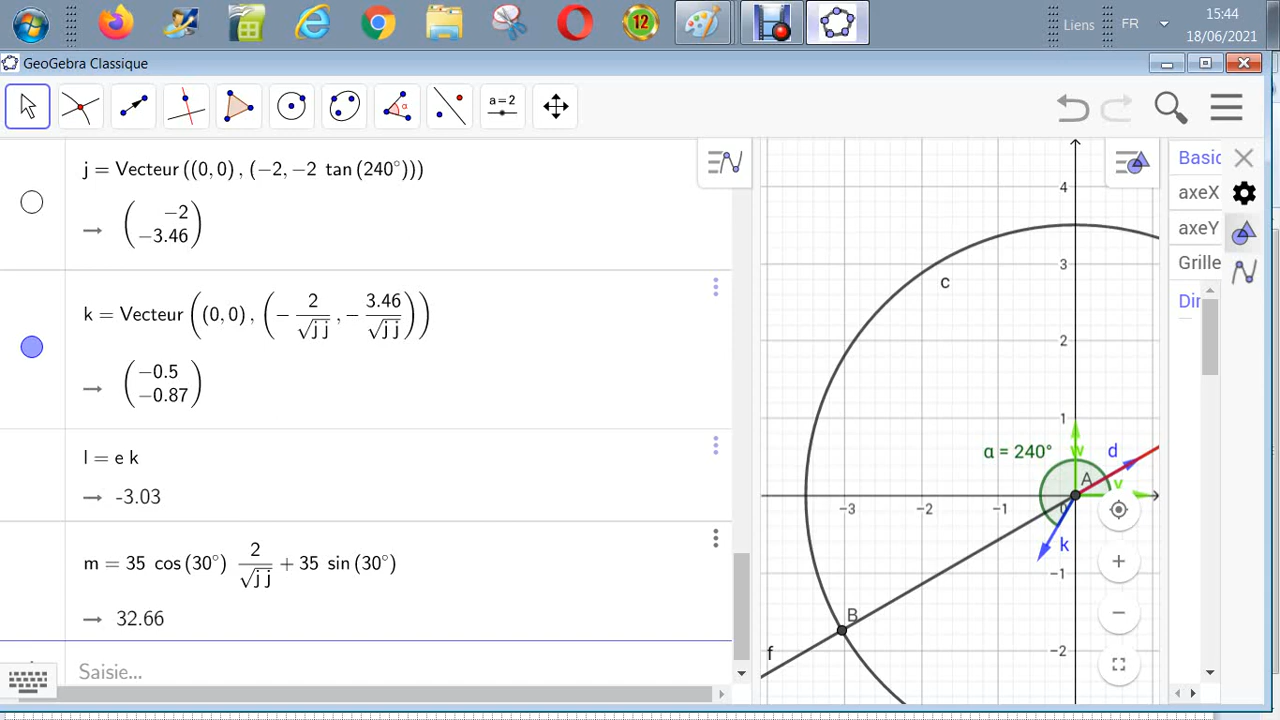 12
Liens
FR
15:44
18/06/2021
GeoGebra Classique
a=2
j = Vecteur ((0,0), (−2, −2 tan (240°)))
→ (−2
−3.46)
k = Vecteur ((0,0), (− 2/√j j, − 3.46/√j j))
→ (−0.5
−0.87)
l = e k
→ -3.03
m = 35 cos (30°) 2/√j j + 35 sin (30°)
→ 32.66
Saisie...
4
3
c
2
1
α = 240°
d
A
v
-3
-2
-1
0
k
-1
B
f
-2
Basic
axeX
axeY
Grille